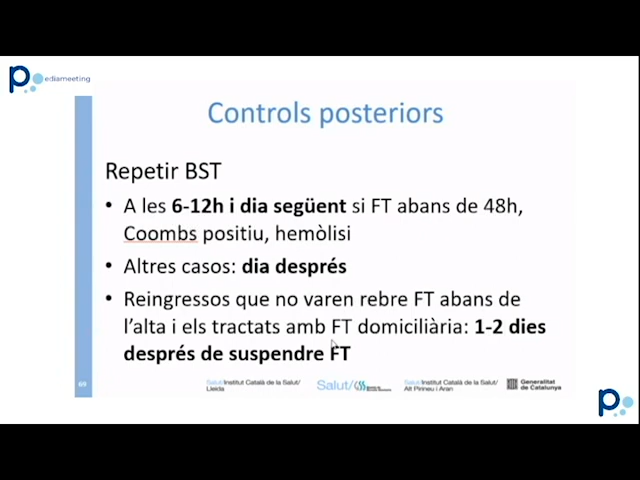 ediameeting
Controls posteriors
Repetir BST
• A les 6-12h i dia següent si FT abans de 48h,
Coombs positiu, hemòlisi
• Altres casos: dia després
• Reingressos que no varen rebre FT abans de
l'alta i els tractats amb FT domiciliària: 1-2 dies
després de suspendre FT
69
Salut/Institut Català de la Salut/
Lleida
Salut/
Salut/Institut Català de la Salut/
Alt Pirineu i Aran
Generalitat
de Catalunya